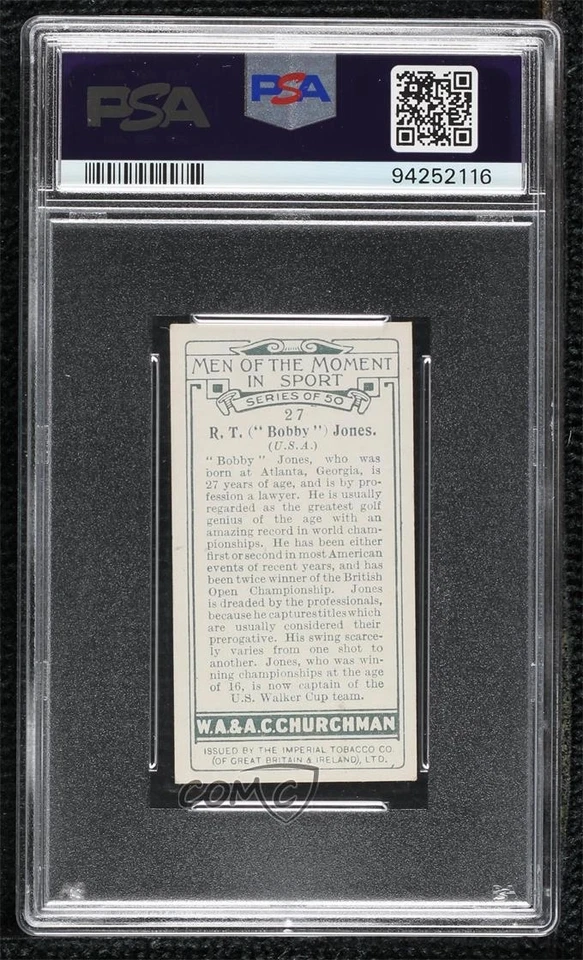 PSA
PSA
94252116
MEN OF THE MOMENT
IN SPORT
SERIES OF 50
27
R. T. (“ Bobby ”) Jones.
(U.S.A.)
“ Bobby ” Jones, who was
born at Atlanta, Georgia, is
27 years of age, and is by pro-
fession a lawyer. He is usually
regarded as the greatest golf
genius of the age with an
amazing record in world cham-
pionships. He has been either
first or second in most American
events of recent years, and has
been twice winner of the British
Open Championship. Jones
is dreaded by the professionals,
because he captures titles which
are usually considered their
prerogative. His swing scarce-
ly varies from one shot to
another. Jones, who was win-
ning championships at the age
of 16, is now captain of the
U.S. Walker Cup team.
W.A.& A.C.CHURCHMAN
ISSUED BY THE IMPERIAL TOBACCO CO.
(OF GREAT BRITAIN & IRELAND), LTD.
COMC